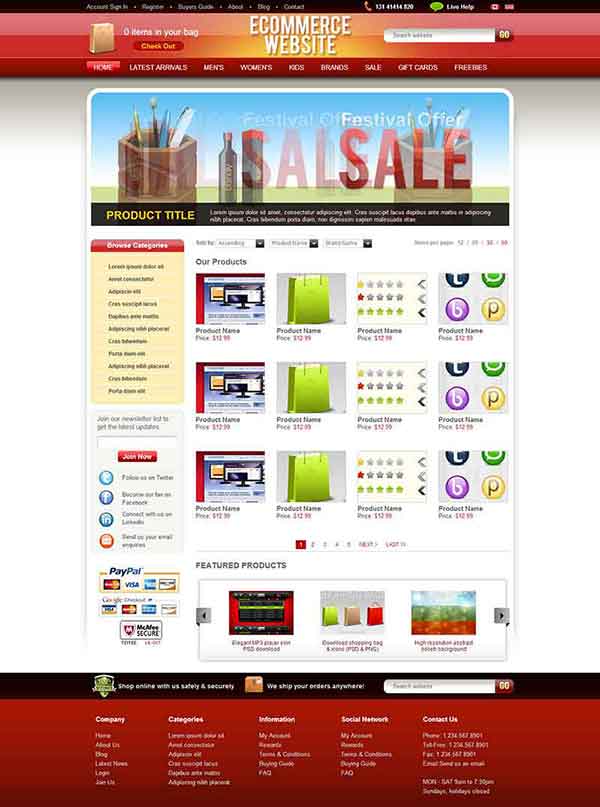 Account Sign In • Register • Buyers Guide • About • Blog • Contact
131 41414 820
Live Help
0 items in your bag
Check Out
ECOMMERCE
WEBSITE
Search website
GO
HOME LATEST ARRIVALS MEN'S WOMEN'S KIDS BRANDS SALE GIFT CARDS FREEBIES
Festival Offer
Festival Offer
SAL SALE
PRODUCT TITLE
Lorem ipsum dolor sit amet, consectetur adipiscing elit. Cras suscipit lacus dapibus ante mattis in adipiscing
nibh placerat. Cras bibendum porta diam, non dignissim sapien malesuada vitae.
Browse Categories
Lorem ipsum dolor sit
Amet consectetur
Adipiscin elit
Cras suscipit lacus
Dapibus ante mattis
Adipiscing nibh placerat
Cras bibendum
Porta diam elit
Adipiscing nibh placerat
Cras bibendum
Porta diam elit
Join our newsletter list to
get the latest updates
Join Now
Follow us on Twitter
Become our fan on
Facebook
Connect with us on
LinkedIn
Send us your email
enquiries
PayPal
VISA
Google Checkout
VISA
McAfee
SECURE
Sort by: Ascending Product Name Brand Name
Items per page: 12
Our Products
Product Name Product Name Product Name Product Name
Price: $12.99 Price: $12.99 Price: $12.99 Price: $12.99
Product Name Product Name Product Name Product Name
Price: $12.99 Price: $12.99 Price: $12.99 Price: $12.99
Product Name Product Name Product Name Product Name
Price: $12.99 Price: $12.99 Price: $12.99 Price: $12.99
1 2 3 4 5 NEXT > LAST >>
FEATURED PRODUCTS
Elegant MP3 player skin
PSD download
Download shopping bag
& icons (PSD & PNG)
High resolution abstract
bokeh background
Shop online with us safely & securely
We ship your orders anywhere!
Search website
GO
Company
Home
About Us
Blog
Latest News
Login
Join Us
Categories
Lorem ipsum dolor sit
Amet consectetur
Adipiscin elit
Cras suscipit lacus
Dapibus ante mattis
Adipiscing nibh placerat
Information
My Account
Rewards
Terms & Conditions
Buying Guide
FAQ
Social Network
My Account
Rewards
Terms & Conditions
Buying Guide
FAQ
Contact Us
Phone: 1.234.567.8901
Toll-Free: 1.234.567.8901
Fax: 1.234.567.8901
Email: Send us an email
MON - SAT 9am to 7:30pm
Sundays, holidays closed